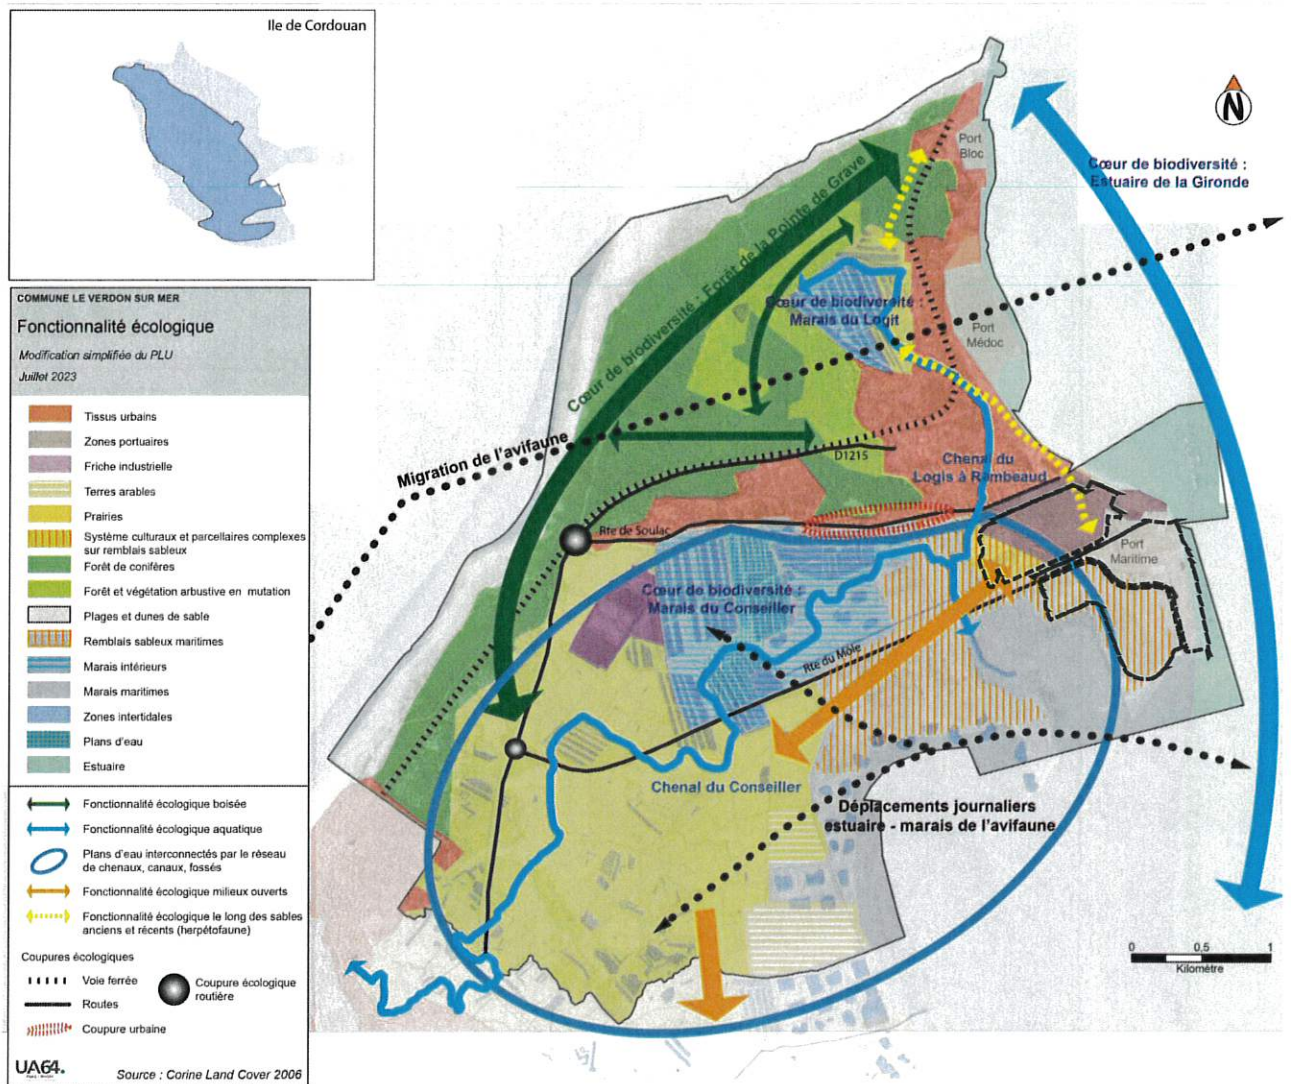 Ile de Cordouan
COMMUNE LE VERDON SUR MER
Fonctionnalité écologique
Modification simplifiée du PLU
Juillet 2023
Tissus urbains
Zones portuaires
Friche industrielle
Terres arables
Prairies
Système culturaux et parcellaires complexes
sur remblais sableux
Forêt de conifères
Forêt et végétation arbustive en mutation
Plages et dunes de sable
Remblais sableux maritimes
Marais intérieurs
Marais maritimes
Zones intertidales
Plans d'eau
Estuaire
Fonctionnalité écologique boisée
Fonctionnalité écologique aquatique
Plans d'eau interconnectés par le réseau
de chenaux, canaux, fossés
Fonctionnalité écologique milieux ouverts
Fonctionnalité écologique le long des sables
anciens et récents (herpétofaune)
Coupures écologiques
Voie ferrée
Routes
Coupure urbaine
Coupure écologique
routière
UA64.
Source : Corine Land Cover 2006
N
Port
Bloc
Cœur de biodiversité :
Estuaire de la Gironde
Cœur de biodiversité : Forêt de la Pointe de Grave
Cœur de biodiversité :
Marais du Logit
Port
Médoc
Migration de l'avifaune
D1215
Chenal du
Logis à Rambeaud
Rte de Soulac
Port
Maritime
Cœur de biodiversité :
Marais du Conseiller
Rte du Môle
Chenal du Conseiller
Déplacements journaliers
estuaire - marais de l'avifaune
0 0,5 1
Kilomètre